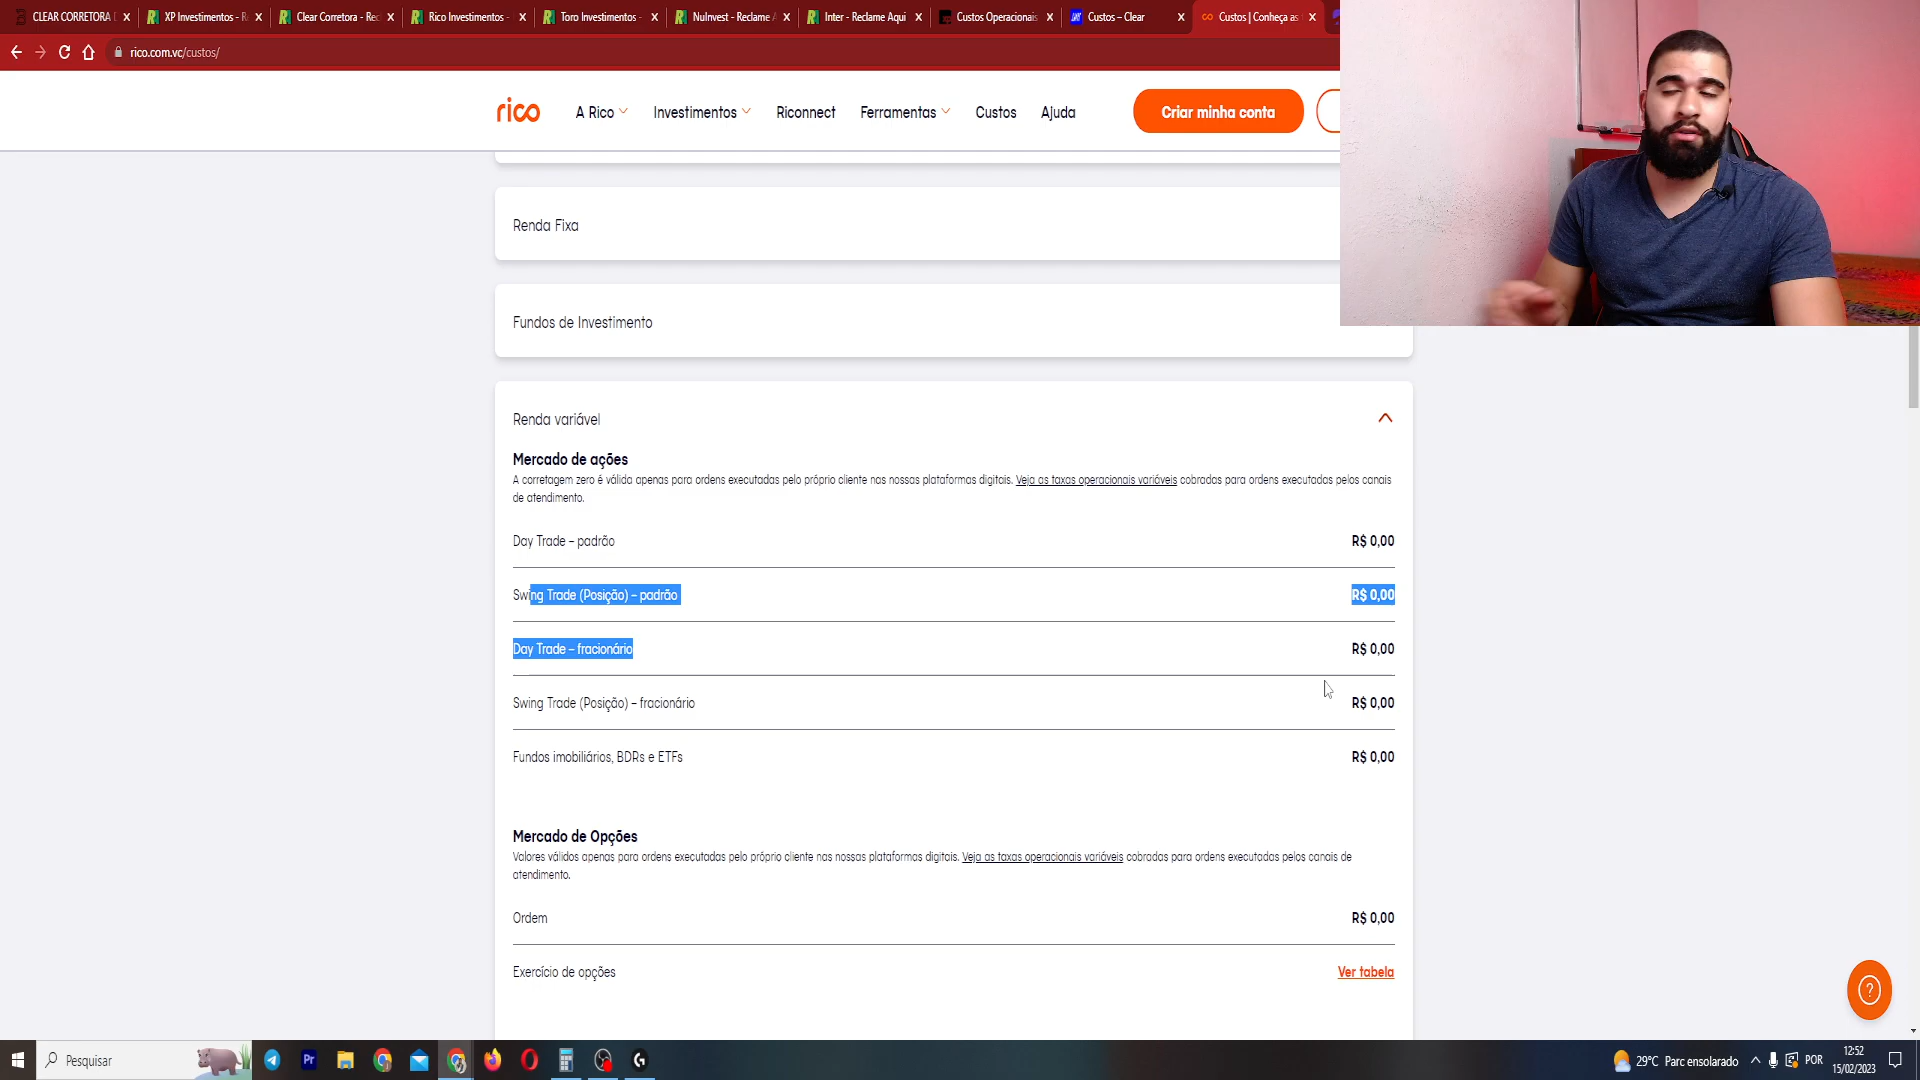 CLEAR CORRETORA
XP Investimentos - R
Clear Corretora - Rec
Rico Investimentos -
Toro Investimentos -
NuInvest - Reclame A
Inter - Reclame Aqui
Custos Operacionais
Custos – Clear
Custos | Conheça as
rico.com.vc/custos/
rico
A Rico
Investimentos
Riconnect
Ferramentas
Custos
Ajuda
Criar minha conta
Renda Fixa
Fundos de Investimento
Renda variável
Mercado de ações
A corretagem zero é válida apenas para ordens executadas pelo próprio cliente nas nossas plataformas digitais. Veja as taxas operacionais variáveis cobradas para ordens executadas pelos canais
de atendimento.
Day Trade – padrão R$ 0,00
Swing Trade (Posição) – padrão R$ 0,00
Day Trade – fracionário R$ 0,00
Swing Trade (Posição) – fracionário R$ 0,00
Fundos imobiliários, BDRs e ETFs R$ 0,00
Mercado de Opções
Valores válidos apenas para ordens executadas pelo próprio cliente nas nossas plataformas digitais. Veja as taxas operacionais variáveis cobradas para ordens executadas pelos canais de
atendimento.
Ordem R$ 0,00
Exercício de opções Ver tabela
?
Pesquisar
Pr
29°C Parc ensolarado
POR
12:52
15/02/2023